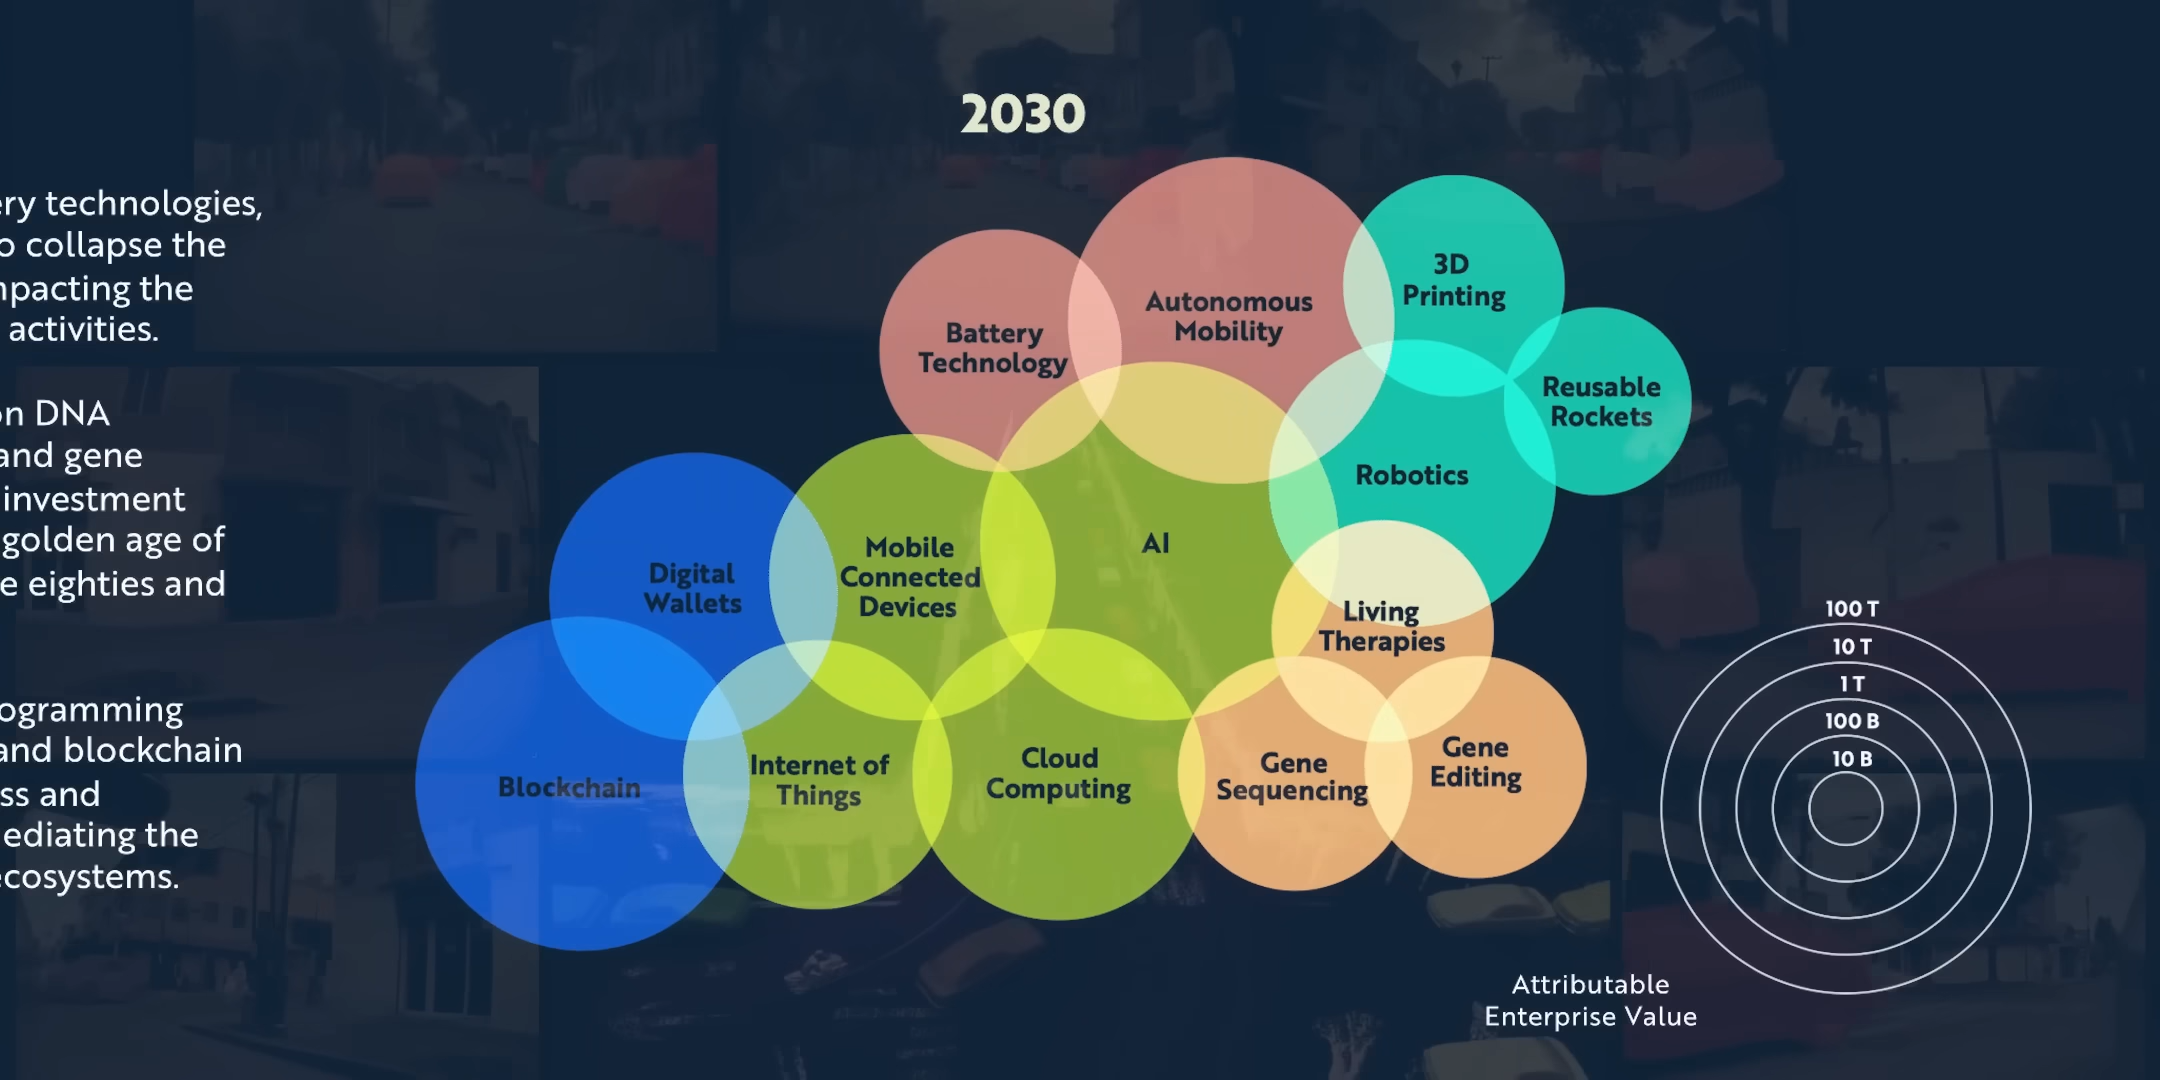 2030
ery technologies,
o collapse the
mpacting the
activities.
on DNA
and gene
investment
golden age of
e eighties and
ogramming
and blockchain
ss and
ediating the
ecosystems.
Autonomous
Mobility
3D
Printing
Battery
Technology
Reusable
Rockets
Robotics
AI
Mobile
Connected
Devices
Digital
Wallets
Living
Therapies
Blockchain
Internet of
Things
Cloud
Computing
Gene
Sequencing
Gene
Editing
100 T
10 T
1 T
100 B
10 B
Attributable
Enterprise Value